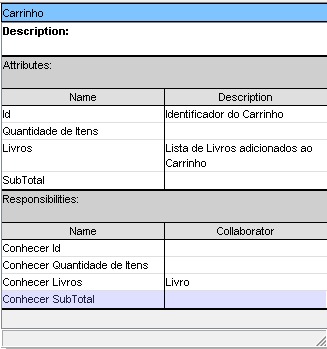 Carrinho
Description:
Attributes:
Name Description
Id Identificador do Carrinho
Quantidade de Itens
Livros Lista de Livros adicionados ao
Carrinho
SubTotal
Responsibilities:
Name Collaborator
Conhecer Id
Conhecer Quantidade de Itens
Conhecer Livros Livro
Conhecer SubTotal